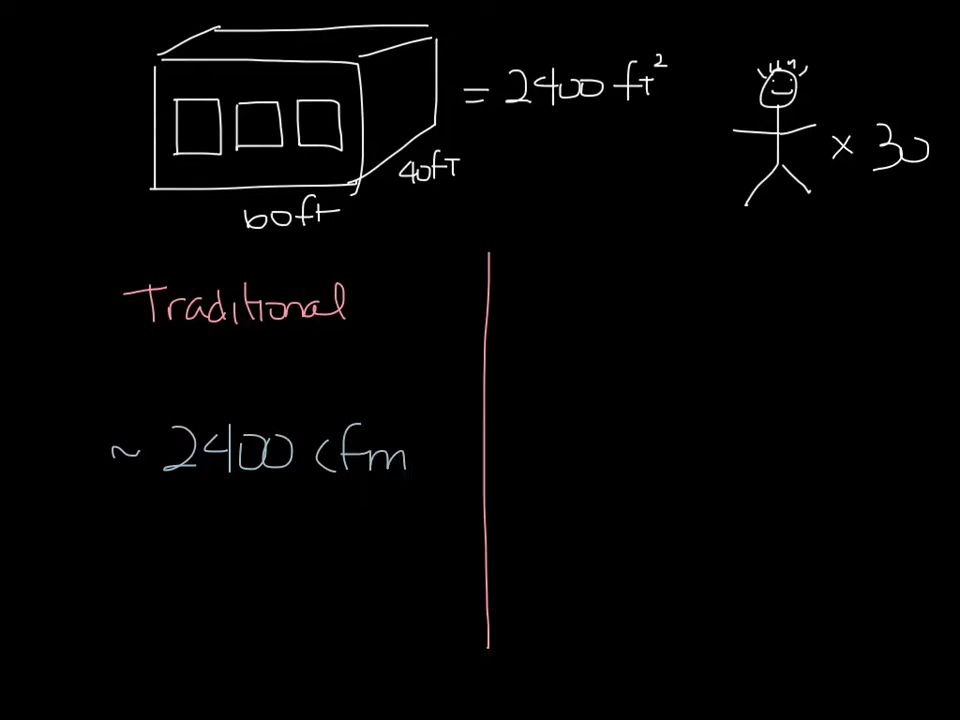 = 2400 ft²
x 30
40ft
60ft
Traditional
~ 2400 cfm